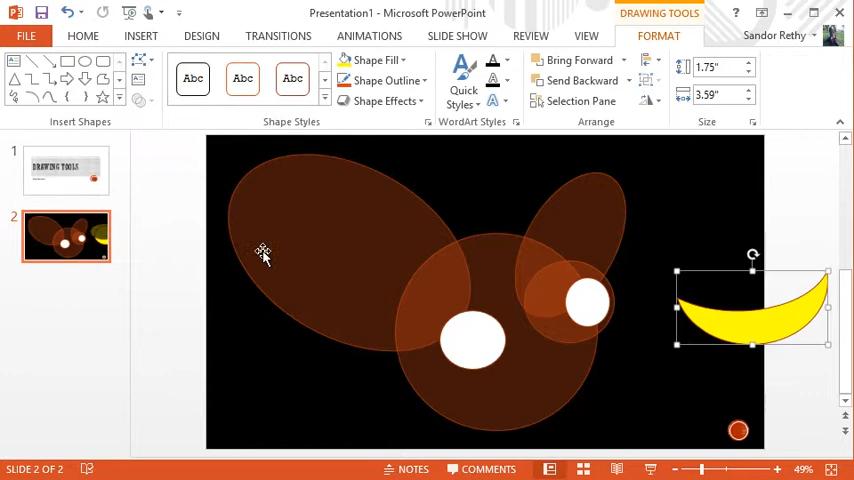 Presentation1 - Microsoft PowerPoint
DRAWING TOOLS
FILE HOME INSERT DESIGN TRANSITIONS ANIMATIONS SLIDE SHOW REVIEW VIEW FORMAT Sandor Rethy
Abc Abc Abc
Shape Fill
Shape Outline
Shape Effects
Quick
Styles
Bring Forward
Send Backward
Selection Pane
1.75"
3.59"
Insert Shapes Shape Styles WordArt Styles Arrange Size
1
DRAWING TOOLS
2
SLIDE 2 OF 2 NOTES COMMENTS 49%